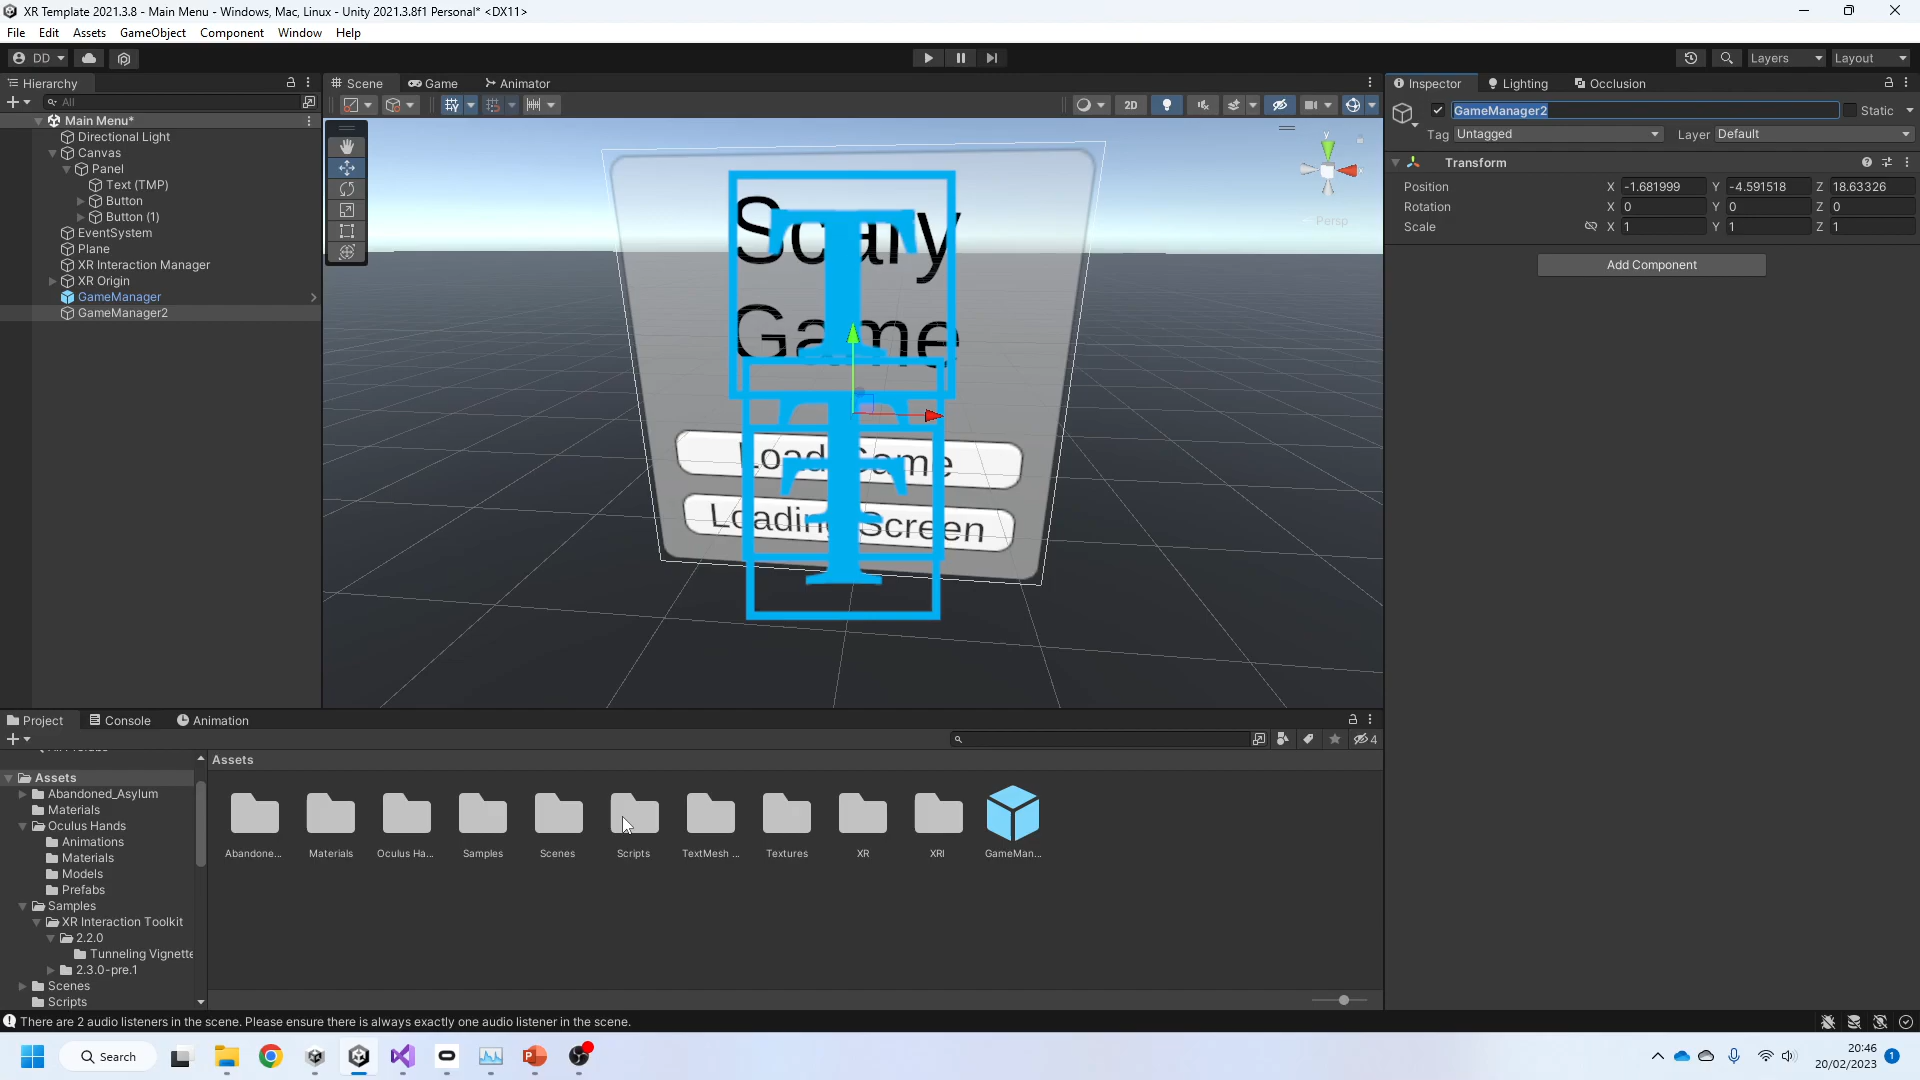 XR Template 2021.3.8 - Main Menu - Windows, Mac, Linux - Unity 2021.3.8f1 Personal* <DX11>
File Edit Assets GameObject Component Window Help
DD Layers Layout
Hierarchy
All
Main Menu*
Directional Light
Canvas
Panel
Text (TMP)
Button
Button (1)
EventSystem
Plane
XR Interaction Manager
XR Origin
GameManager
GameManager2
Scene Game Animator
2D
y
Persp
Scary
Game
Load Game
Loading Screen
T
T
T
Inspector Lighting Occlusion
GameManager2 Static
Tag Untagged Layer Default
Transform
Position X -1.681999 Y -4.591518 Z 18.63326
Rotation X 0 Y 0 Z 0
Scale X 1 Y 1 Z 1
Add Component
Project Console Animation
4
Assets
Abandoned_Asylum
Materials
Oculus Hands
Animations
Materials
Models
Prefabs
Samples
XR Interaction Toolkit
2.2.0
Tunneling Vignette
2.3.0-pre.1
Scenes
Scripts
Assets
Abandone... Materials Oculus Ha... Samples Scenes Scripts TextMesh ... Textures XR XRI GameMan...
There are 2 audio listeners in the scene. Please ensure there is always exactly one audio listener in the scene.
Search
20:46
20/02/2023
1